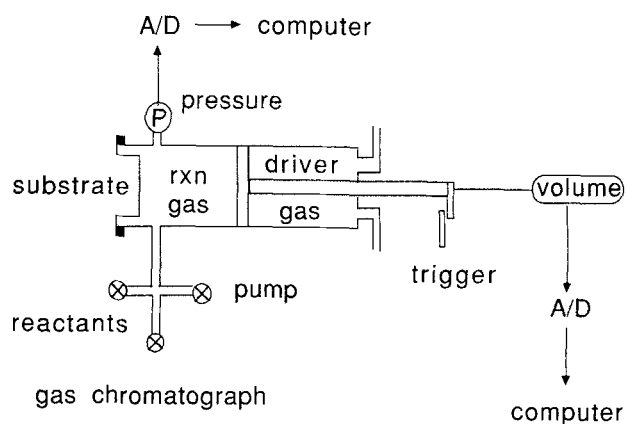 A/D → computer
pressure
P
driver
substrate
rxn
gas
gas
volume
trigger
pump
A/D
reactants
gas chromatograph
computer